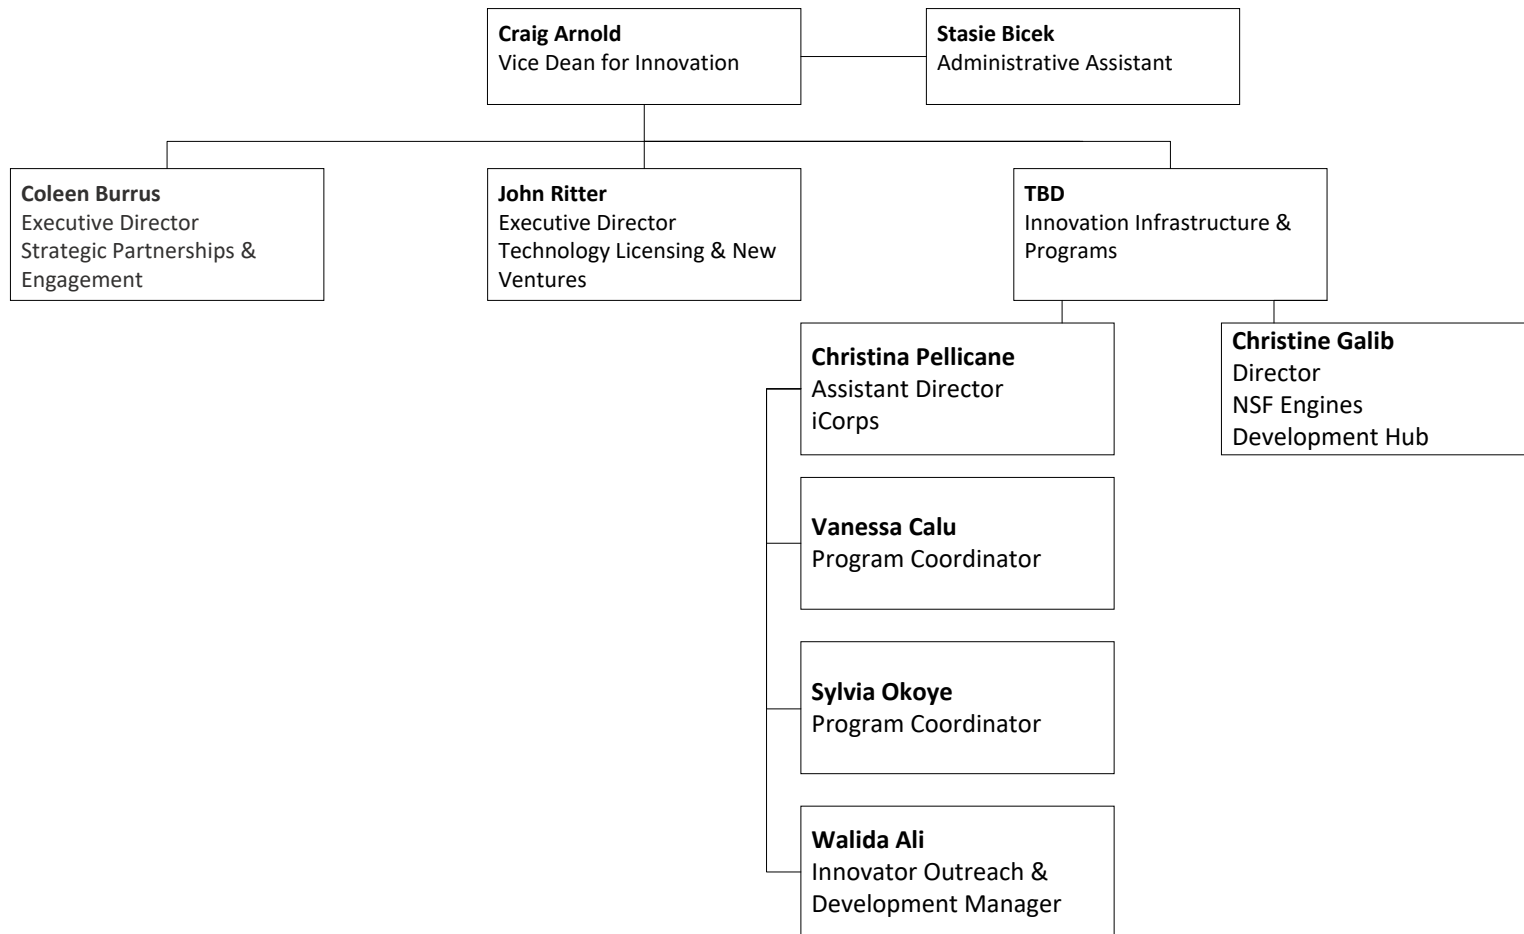 Craig Arnold
Vice Dean for Innovation
Stasie Bicek
Administrative Assistant
Coleen Burrus
Executive Director
Strategic Partnerships &
Engagement
John Ritter
Executive Director
Technology Licensing & New
Ventures
TBD
Innovation Infrastructure &
Programs
Christina Pellicane
Assistant Director
iCorps
Christine Galib
Director
NSF Engines
Development Hub
Vanessa Calu
Program Coordinator
Sylvia Okoye
Program Coordinator
Walida Ali
Innovator Outreach &
Development Manager